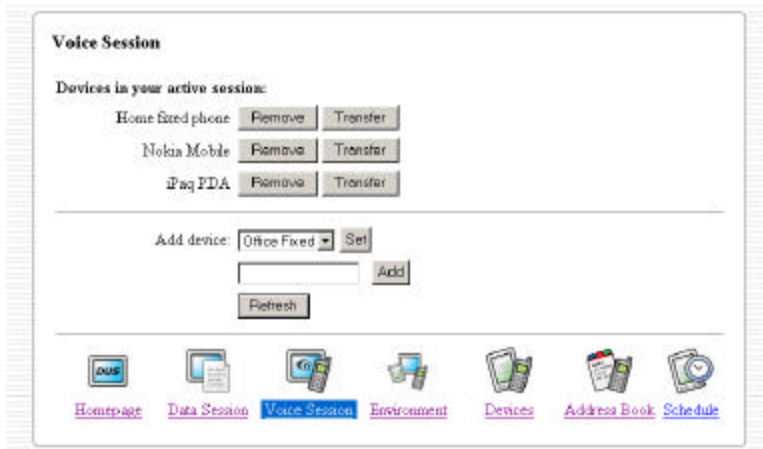 Voice Session
Devices in your active session:
Home fixed phone Remove Transfer
Nokia Mobile Remove Transfer
iPaq PDA Remove Transfer
Add device: Office Fixed Set
Add
Refresh
DUS
Homepage Data Session Voice Session Environment Devices Address Book Schedule